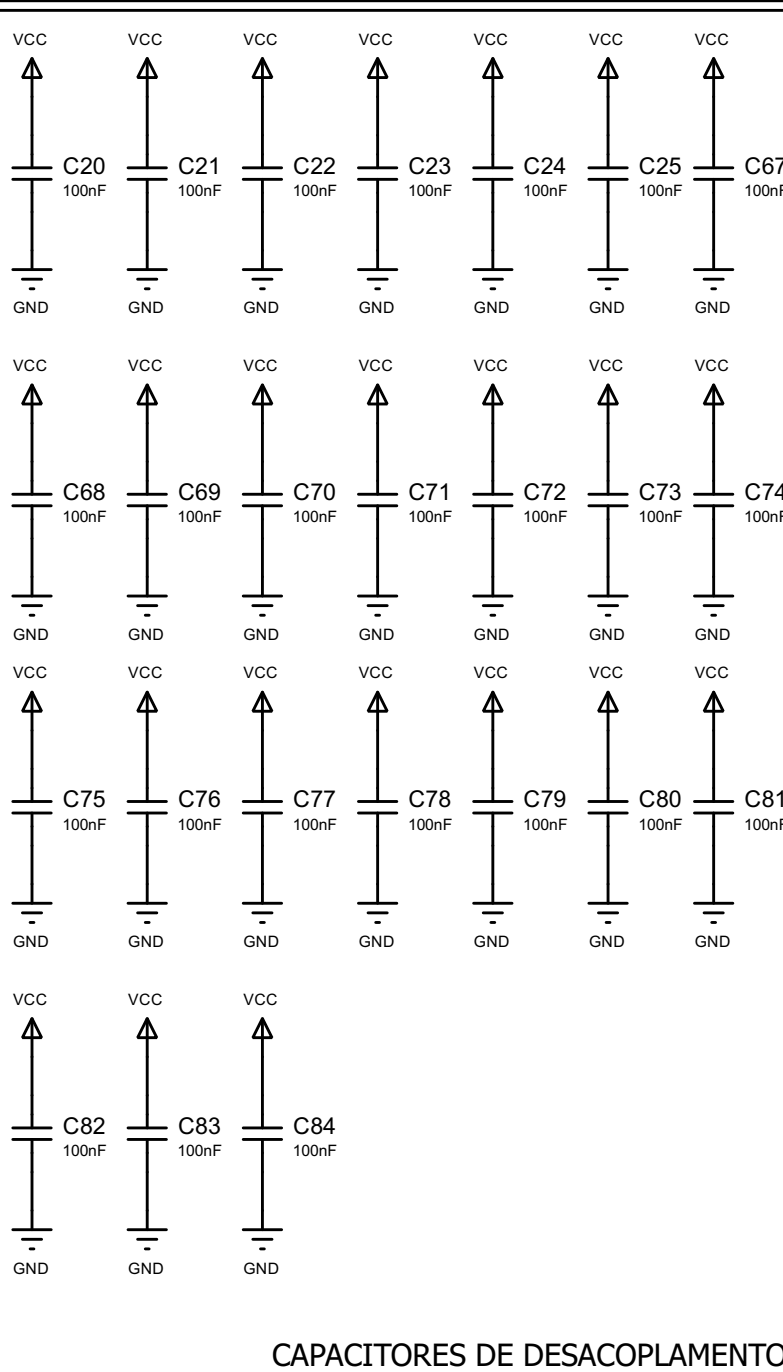 VCC VCC VCC VCC VCC VCC VCC
C20 C21 C22 C23 C24 C25 C67
100nF 100nF 100nF 100nF 100nF 100nF 100nF
GND GND GND GND GND GND GND
VCC VCC VCC VCC VCC VCC VCC
C68 C69 C70 C71 C72 C73 C74
100nF 100nF 100nF 100nF 100nF 100nF 100nF
GND GND GND GND GND GND GND
VCC VCC VCC VCC VCC VCC VCC
C75 C76 C77 C78 C79 C80 C81
100nF 100nF 100nF 100nF 100nF 100nF 100nF
GND GND GND GND GND GND GND
VCC VCC VCC
C82 C83 C84
100nF 100nF 100nF
GND GND GND
CAPACITORES DE DESACOPLAMENTO